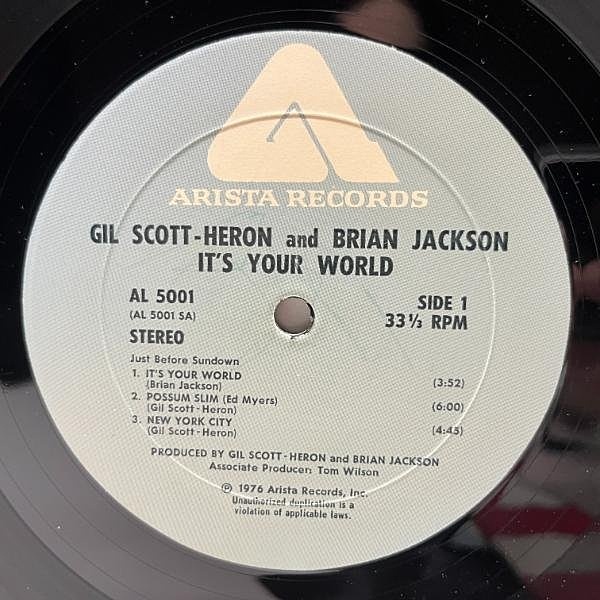 ARISTA RECORDS
GIL SCOTT-HERON and BRIAN JACKSON
IT'S YOUR WORLD
AL 5001
(AL 5001 SA)
STEREO
SIDE 1
33 1/3 RPM
Just Before Sundown
1. IT'S YOUR WORLD (3:52)
(Brian Jackson)
2. POSSUM SLIM (Ed Myers) (6:00)
(Gil Scott-Heron)
3. NEW YORK CITY (4:45)
(Gil Scott-Heron)
PRODUCED BY GIL SCOTT-HERON and BRIAN JACKSON
Associate Producer: Tom Wilson
℗ 1976 Arista Records, Inc.
Unauthorized duplication is a
violation of applicable laws.